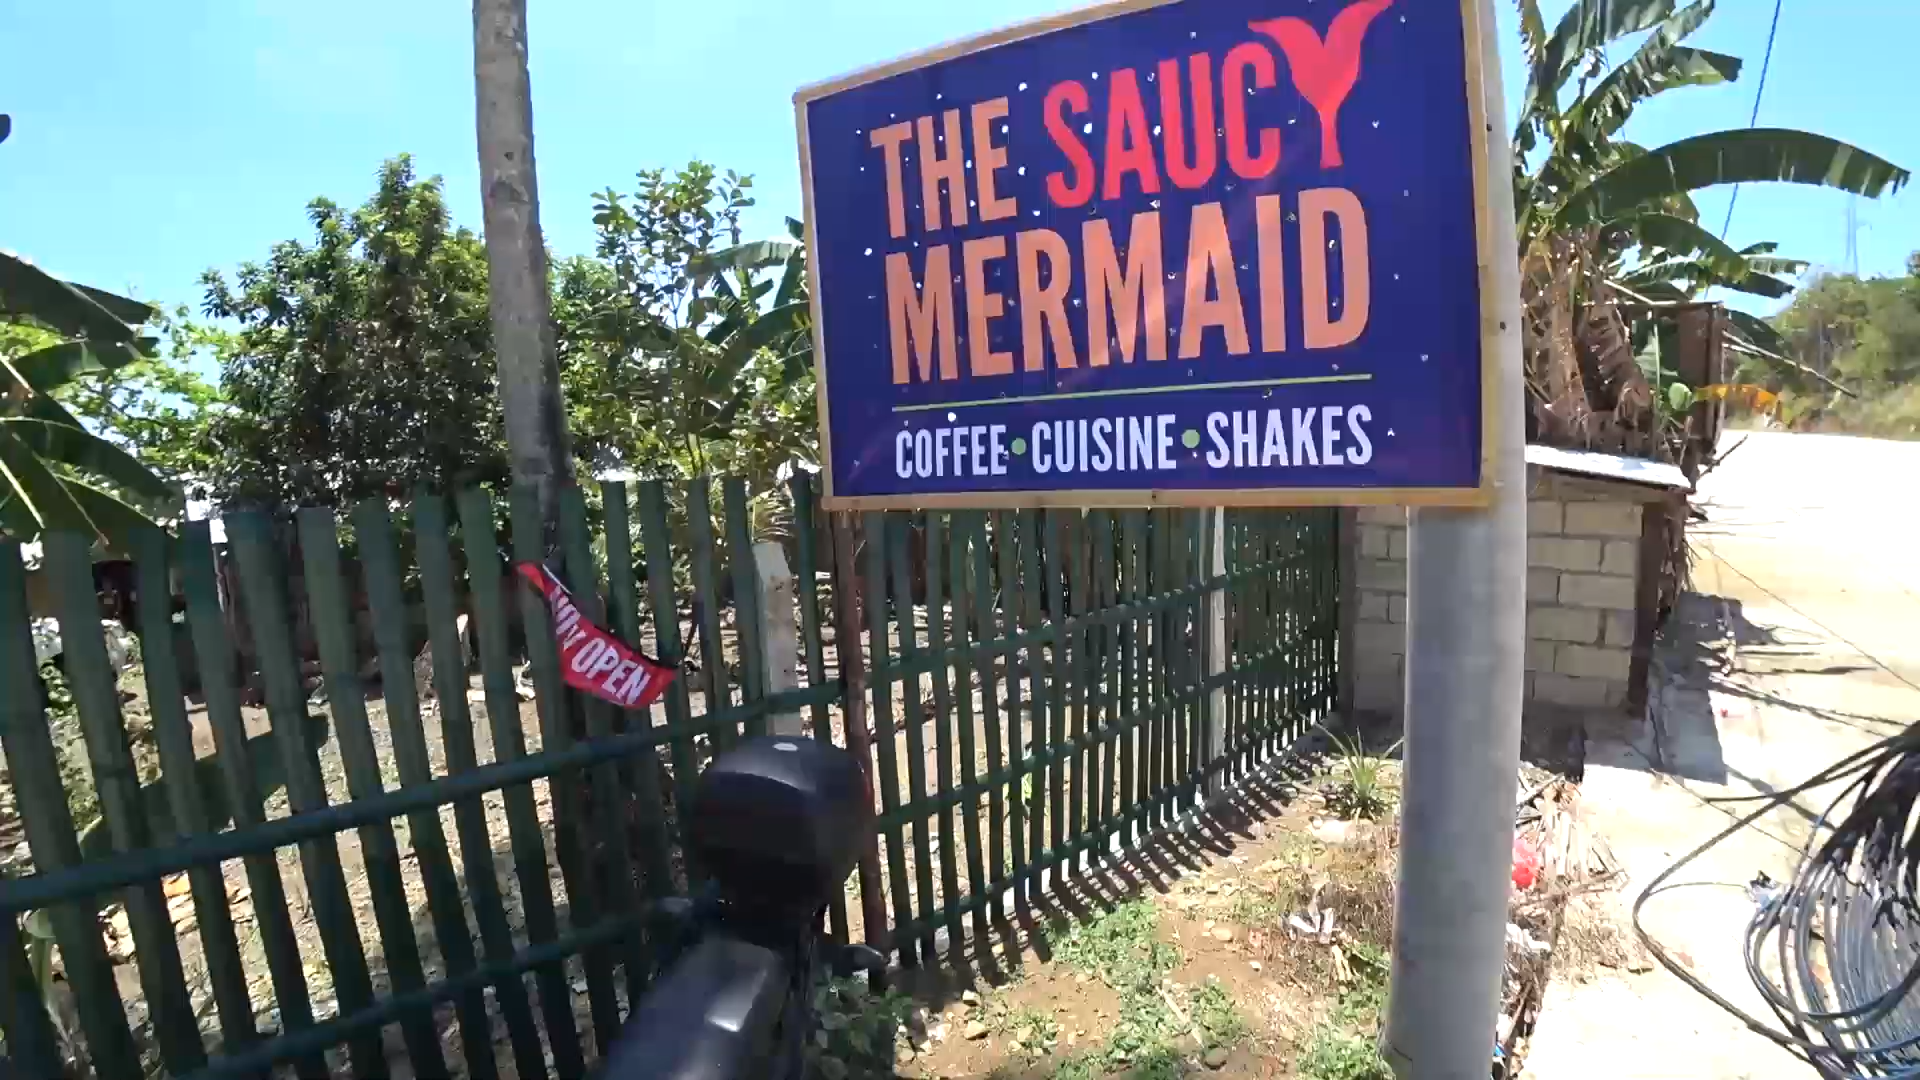 THE SAUCY
MERMAID
COFFEE•CUISINE•SHAKES
OPEN